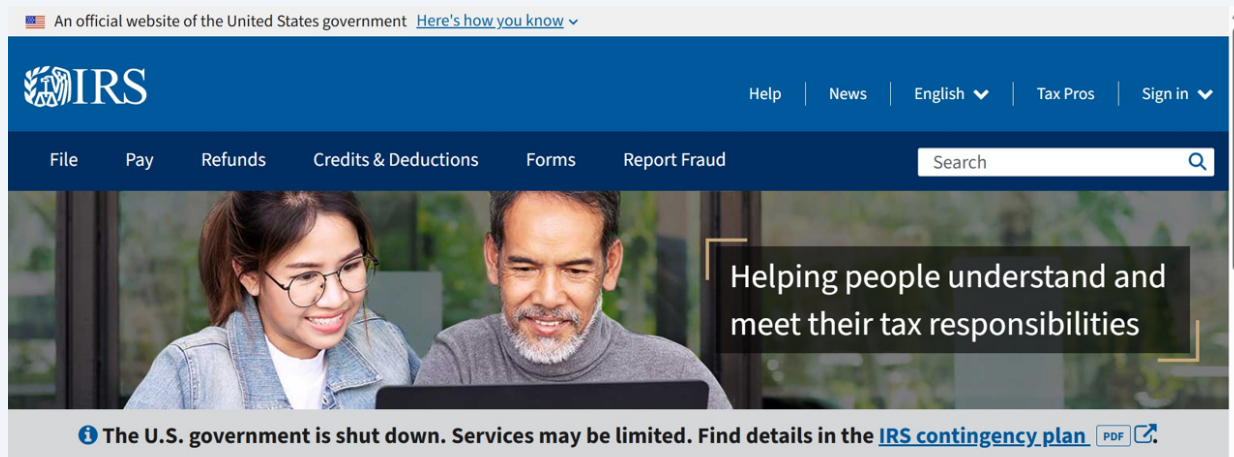 An official website of the United States government Here's how you know
IRS
Help News English Tax Pros Sign in
File Pay Refunds Credits & Deductions Forms Report Fraud Search
Helping people understand and
meet their tax responsibilities
The U.S. government is shut down. Services may be limited. Find details in the IRS contingency plan PDF .